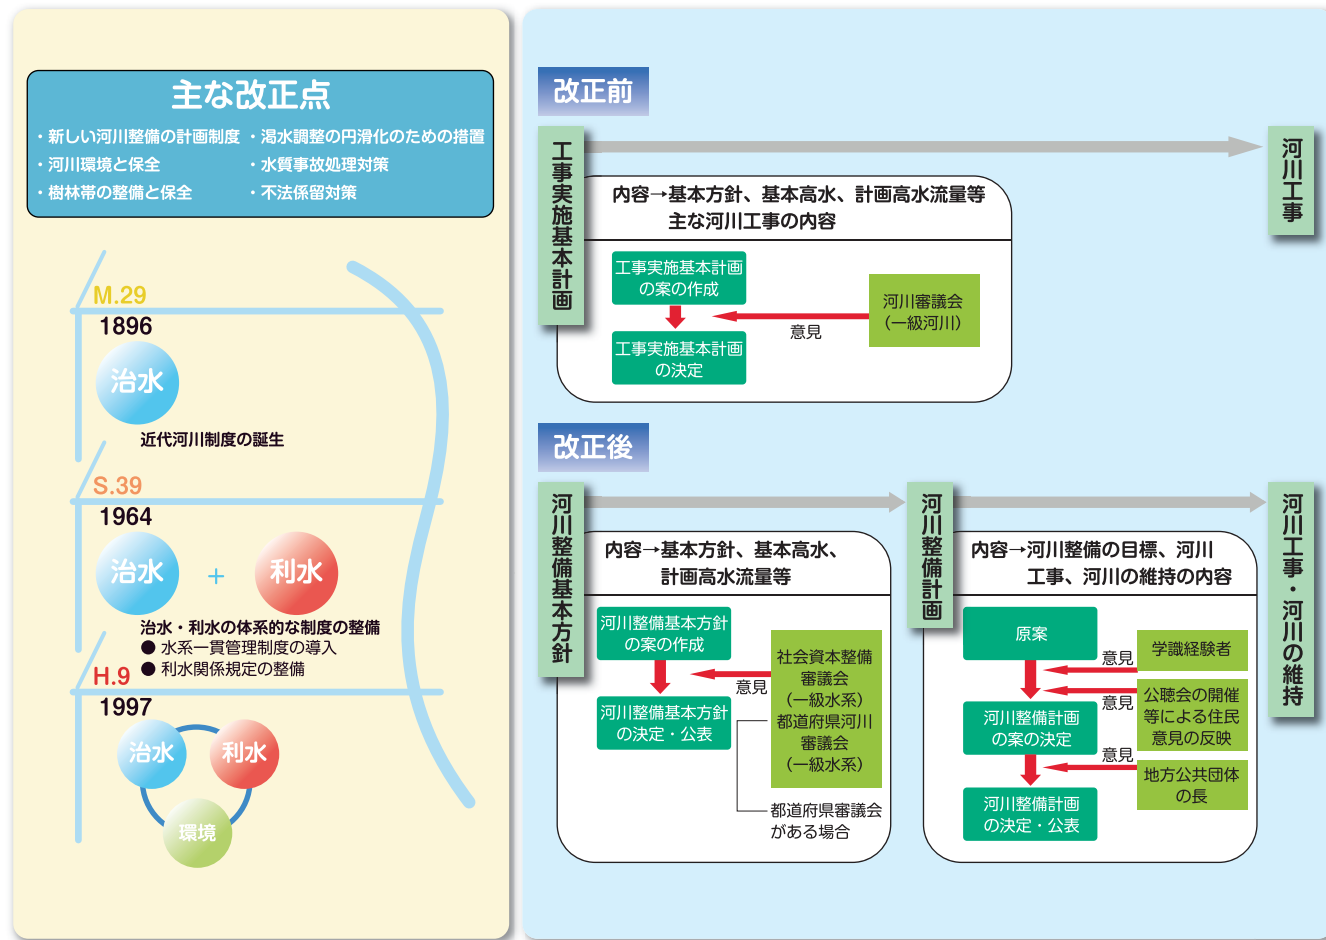 主な改正点
・新しい河川整備の計画制度
・河川環境と保全
・樹林帯の整備と保全
・渇水調整の円滑化のための措置
・水質事故処理対策
・不法係留対策
M.29
1896
治水
近代河川制度の誕生
S.39
1964
治水
+
利水
治水・利水の体系的な制度の整備
● 水系一貫管理制度の導入
● 利水関係規定の整備
H.9
1997
治水
利水
環境
改正前
工事実施基本計画
内容→基本方針、基本高水、計画高水流量等
主な河川工事の内容
工事実施基本計画
の案の作成
工事実施基本計画
の決定
意見
河川審議会
(一級河川)
河川工事
改正後
河川整備基本方針
内容→基本方針、基本高水、
計画高水流量等
河川整備基本方針
の案の作成
河川整備基本方針
の決定・公表
意見
社会資本整備
審議会
(一級水系)
都道府県河川
審議会
(一級水系)
都道府県審議会
がある場合
河川整備計画
内容→河川整備の目標、河川
工事、河川の維持の内容
原案
河川整備計画
の案の決定
河川整備計画
の決定・公表
意見
学識経験者
意見
公聴会の開催
等による住民
意見の反映
意見
地方公共団体
の長
河川工事・河川の維持